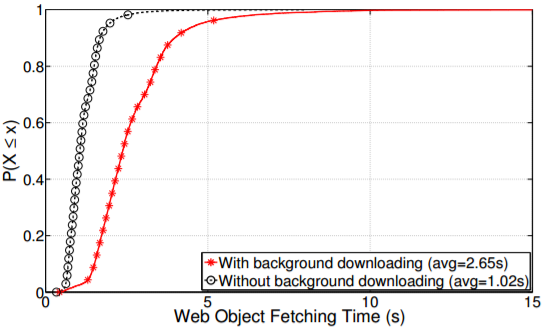 1
0.8
0.6
0.4
0.2
0
P(X ≤ x)
With background downloading (avg=2.65s)
Without background downloading (avg=1.02s)
0
5
10
15
Web Object Fetching Time (s)